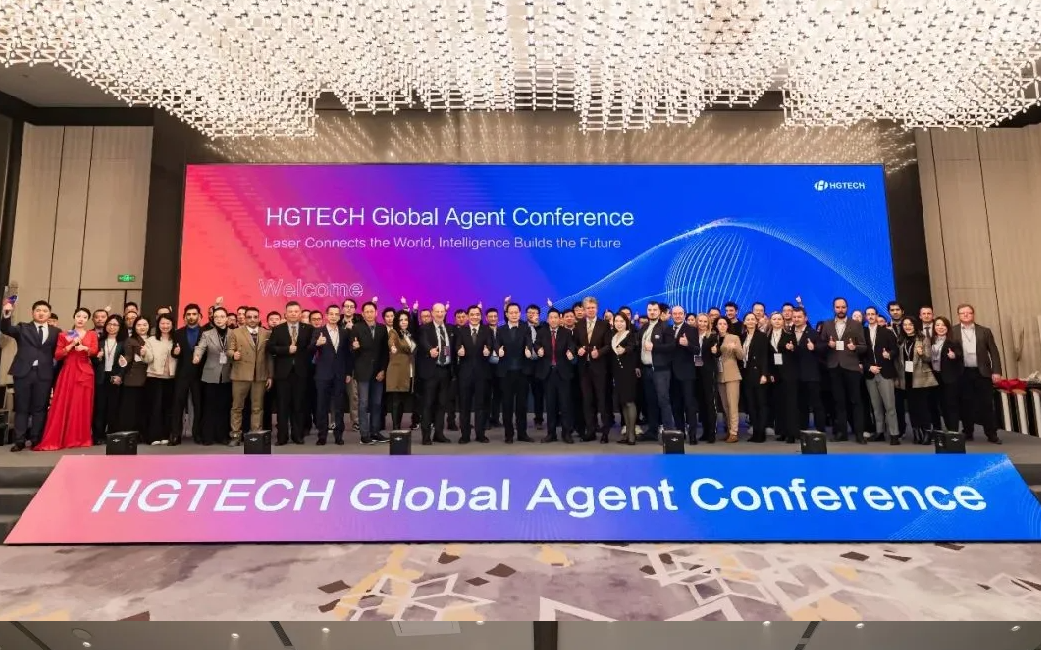 HGTECH
HGTECH Global Agent Conference
Laser Connects the World, Intelligence Builds the Future
Welcome
HGTECH Global Agent Conference